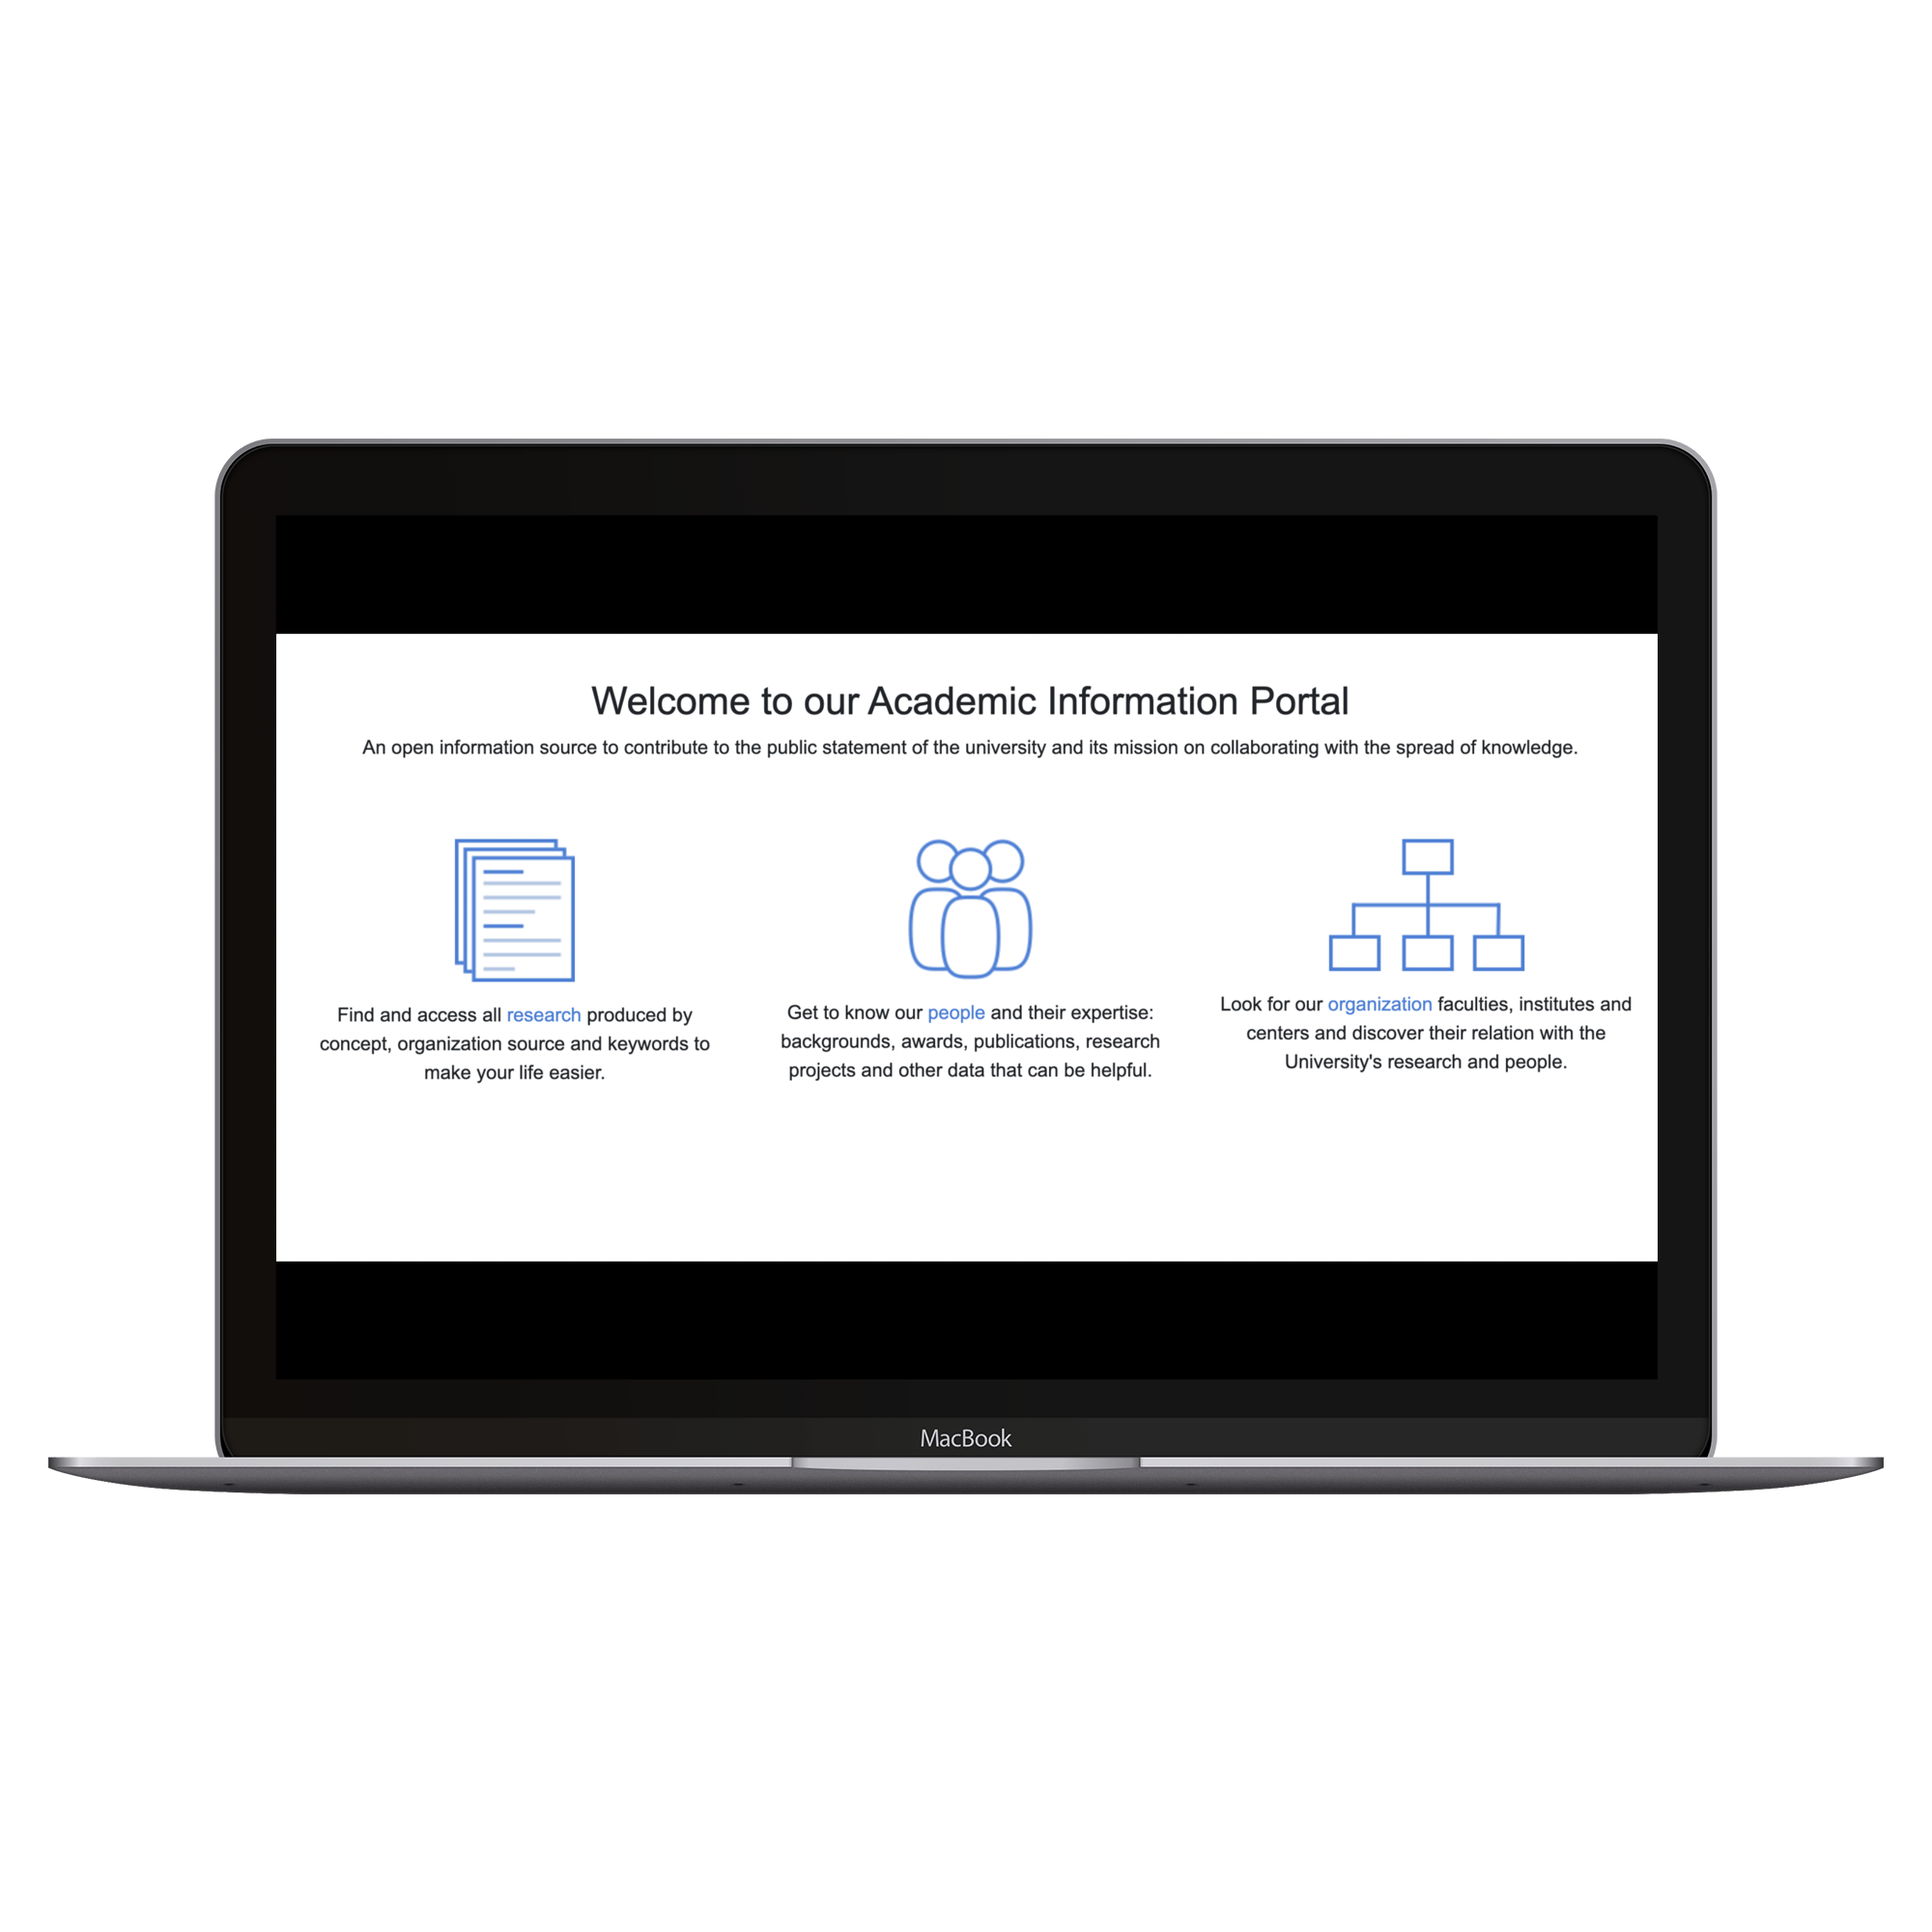 Welcome to our Academic Information Portal
An open information source to contribute to the public statement of the university and its mission on collaborating with the spread of knowledge.
Find and access all research produced by
concept, organization source and keywords to
make your life easier.
Get to know our people and their expertise:
backgrounds, awards, publications, research
projects and other data that can be helpful.
Look for our organization faculties, institutes and
centers and discover their relation with the
University's research and people.
MacBook